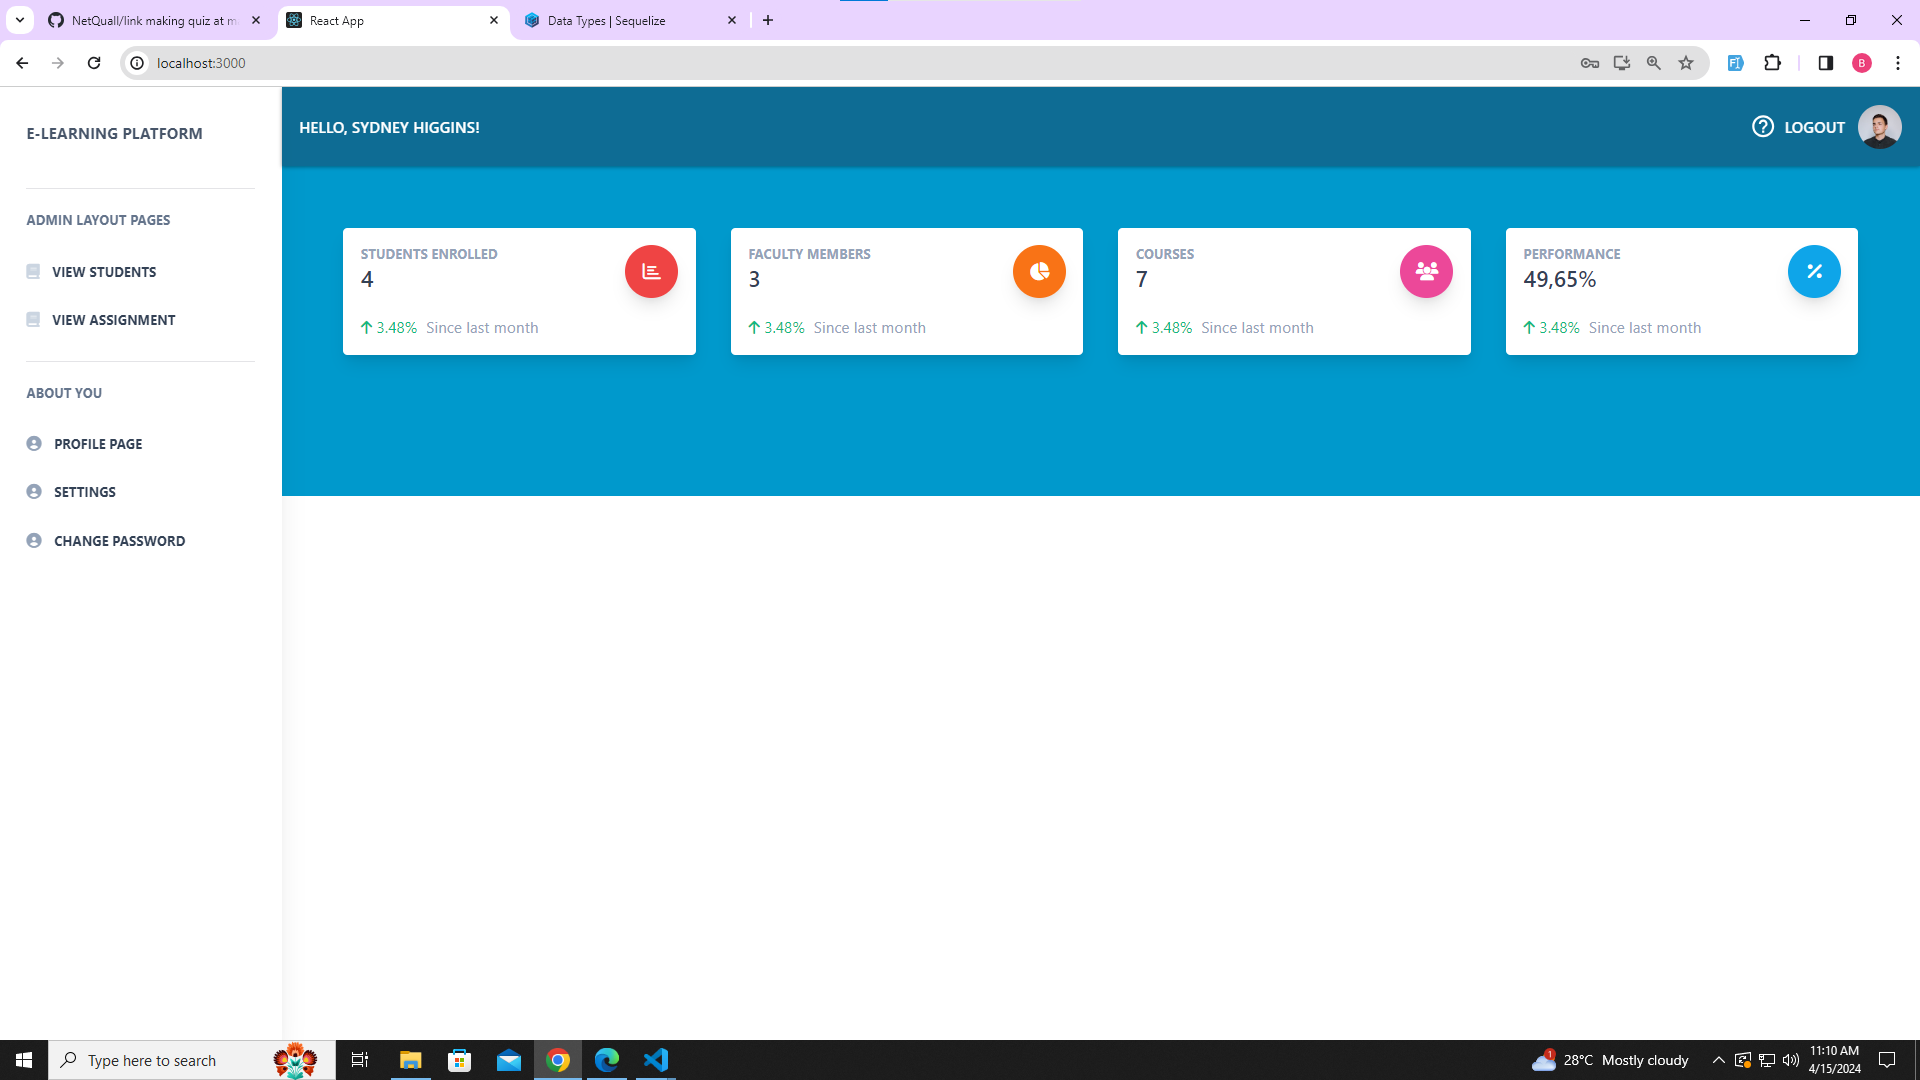 NetQuall/link making quiz at ma
React App
Data Types | Sequelize
localhost:3000
B
E-LEARNING PLATFORM
ADMIN LAYOUT PAGES
VIEW STUDENTS
VIEW ASSIGNMENT
ABOUT YOU
PROFILE PAGE
SETTINGS
CHANGE PASSWORD
HELLO, SYDNEY HIGGINS!
LOGOUT
STUDENTS ENROLLED
4
3.48% Since last month
FACULTY MEMBERS
3
3.48% Since last month
COURSES
7
3.48% Since last month
PERFORMANCE
49,65%
3.48% Since last month
Type here to search
1
28°C Mostly cloudy
11:10 AM
4/15/2024